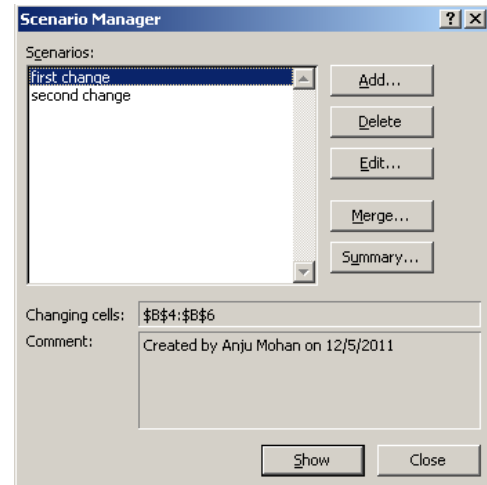 Scenario Manager
Scenarios:
first change
second change
Add...
Delete
Edit...
Merge...
Summary...
Changing cells: $B$4:$B$6
Comment: Created by Anju Mohan on 12/5/2011
Show Close